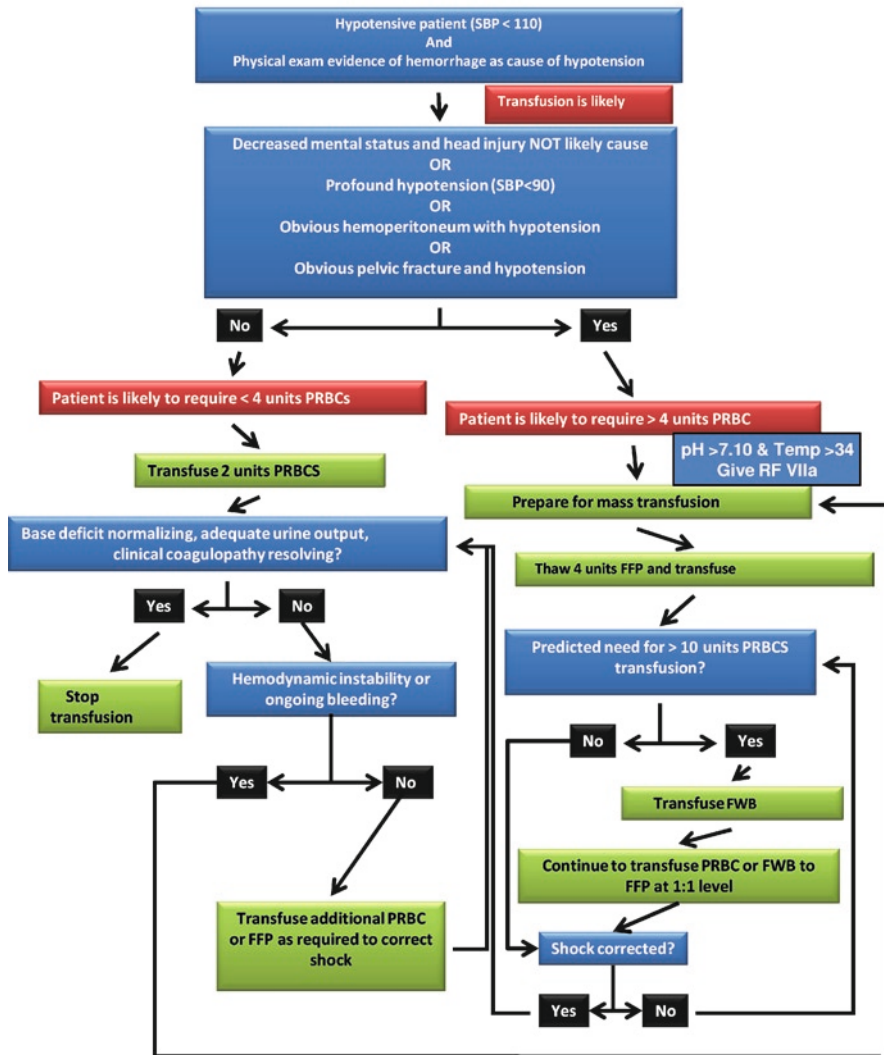 Hypotensive patient (SBP < 110)
And
Physical exam evidence of hemorrhage as cause of hypotension
Transfusion is likely
Decreased mental status and head injury NOT likely cause
OR
Profound hypotension (SBP<90)
OR
Obvious hemoperitoneum with hypotension
OR
Obvious pelvic fracture and hypotension
No
Yes
Patient is likely to require < 4 units PRBCs
Transfuse 2 units PRBCS
Base deficit normalizing, adequate urine output,
clinical coagulopathy resolving?
Yes
No
Stop
transfusion
Hemodynamic instability or
ongoing bleeding?
Yes
No
Transfuse additional PRBC
or FFP as required to correct
shock
Patient is likely to require > 4 units PRBC
pH >7.10 & Temp >34
Give RF VIIa
Prepare for mass transfusion
Thaw 4 units FFP and transfuse
Predicted need for > 10 units PRBCS
transfusion?
No
Yes
Transfuse FWB
Continue to transfuse PRBC or FWB to
FFP at 1:1 level
Shock corrected?
Yes
No